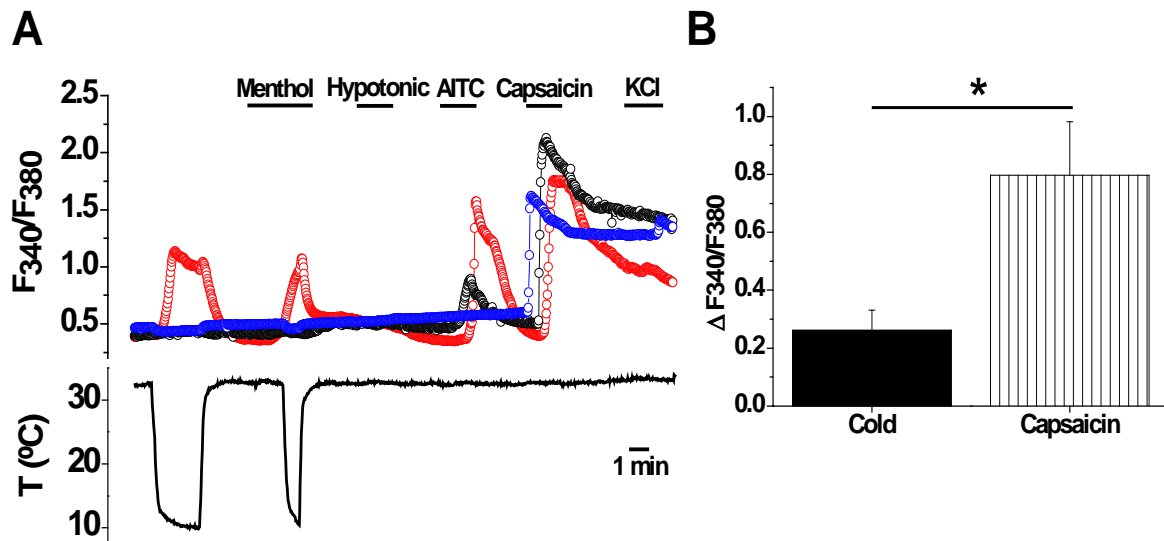 A
Menthol Hypotonic AITC Capsaicin KCl
2.5
2.0
1.5
1.0
0.5
F340/F380
30
20
10
T (ºC)
1 min
B
*
1.0
0.8
0.6
0.4
0.2
0.0
Δ F340/F380
Cold Capsaicin